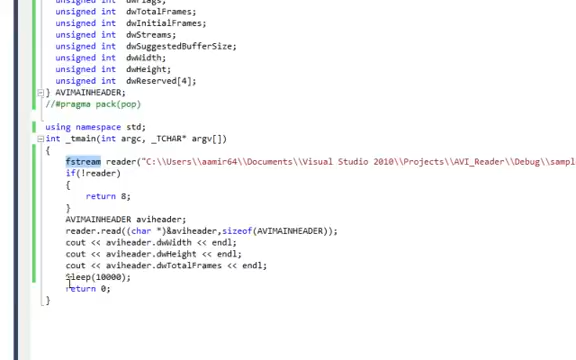 unsigned int dwFlags;
unsigned int dwTotalFrames;
unsigned int dwInitialFrames;
unsigned int dwStreams;
unsigned int dwSuggestedBufferSize;
unsigned int dwWidth;
unsigned int dwHeight;
unsigned int dwReserved[4];
} AVIMAINHEADER;
//#pragma pack(pop)
using namespace std;
int _tmain(int argc, _TCHAR* argv[])
{
fstream reader("C:\\Users\\aamir64\\Documents\\Visual Studio 2010\\Projects\\AVI_Reader\\Debug\\sampl
if(!reader)
{
return 8;
}
AVIMAINHEADER aviheader;
reader.read((char *)&aviheader,sizeof(AVIMAINHEADER));
cout << aviheader.dwWidth << endl;
cout << aviheader.dwHeight << endl;
cout << aviheader.dwTotalFrames << endl;
Sleep(10000);
return 0;
}